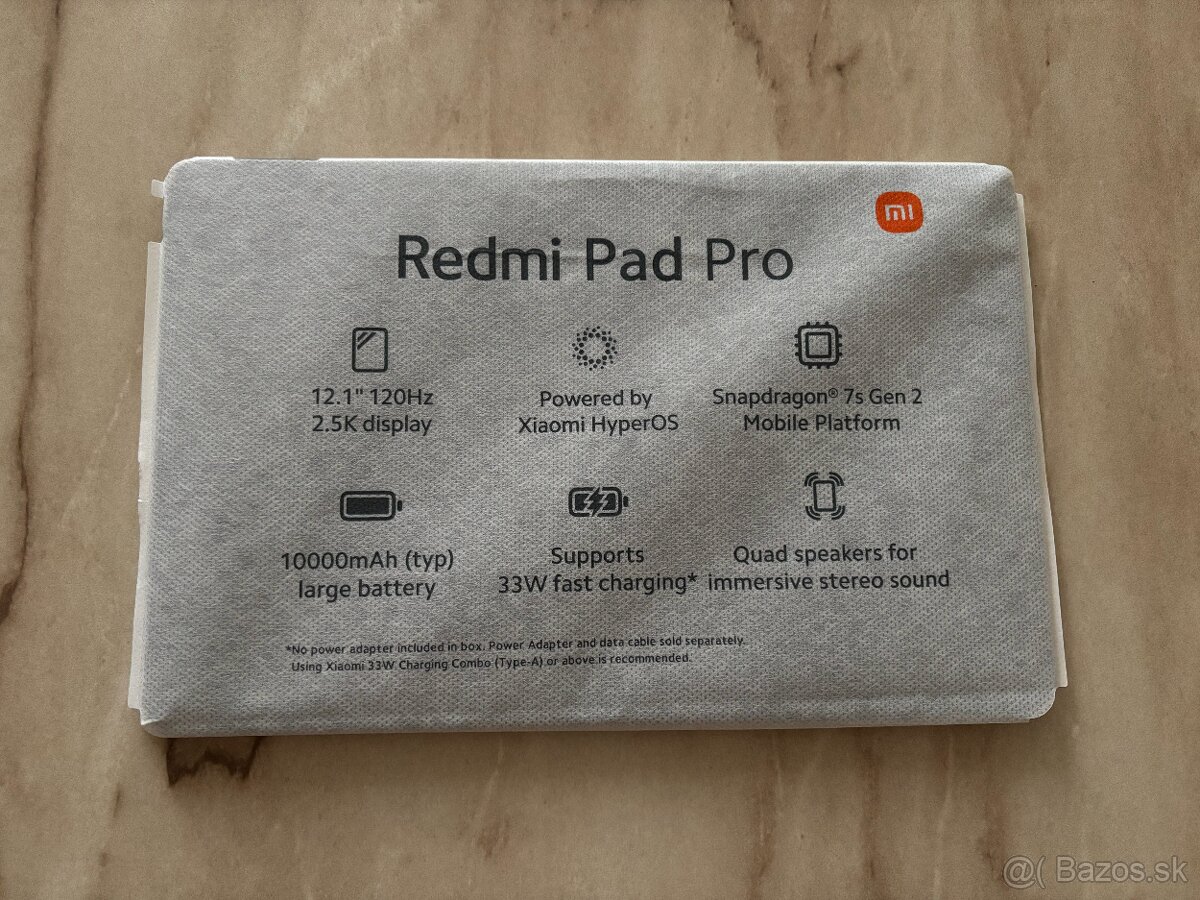 mi
Redmi Pad Pro
12.1" 120Hz
2.5K display
Powered by
Xiaomi HyperOS
Snapdragon® 7s Gen 2
Mobile Platform
10000mAh (typ)
large battery
Supports
33W fast charging*
Quad speakers for
immersive stereo sound
*No power adapter included in box. Power Adapter and data cable sold separately.
Using Xiaomi 33W Charging Combo (Type-A) or above is recommended.
@( Bazos.sk